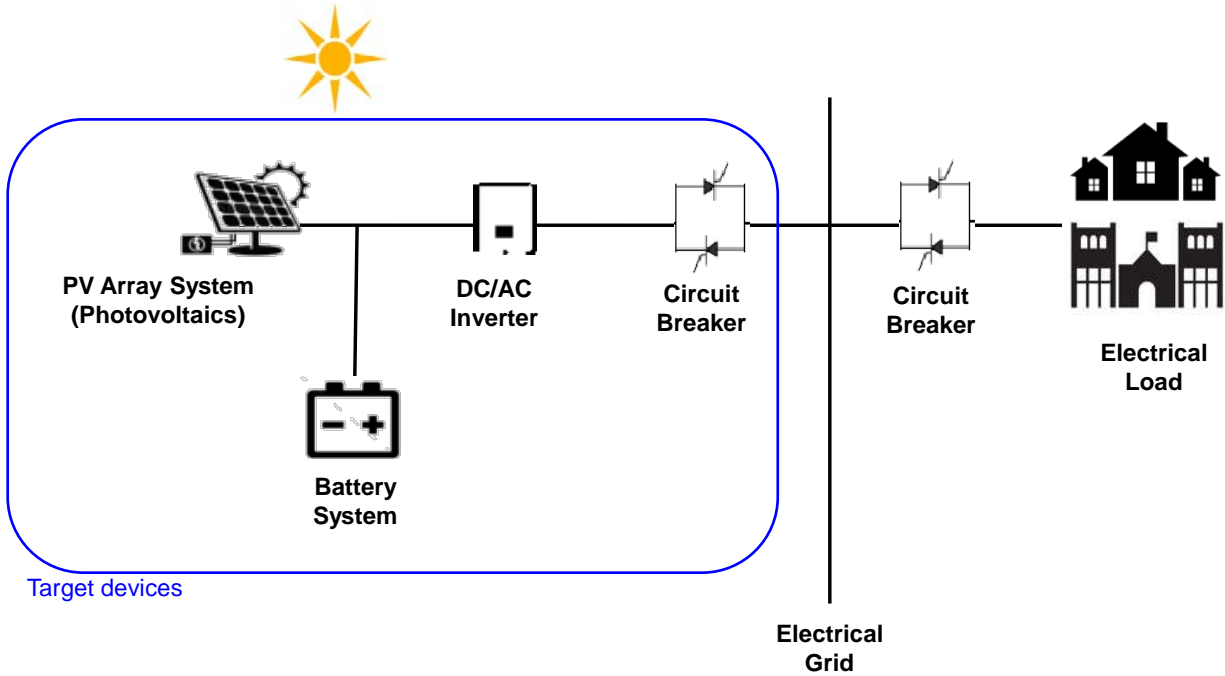 PV Array System
(Photovoltaics)
DC/AC
Inverter
Circuit
Breaker
Circuit
Breaker
Electrical
Load
Battery
System
Target devices
Electrical
Grid